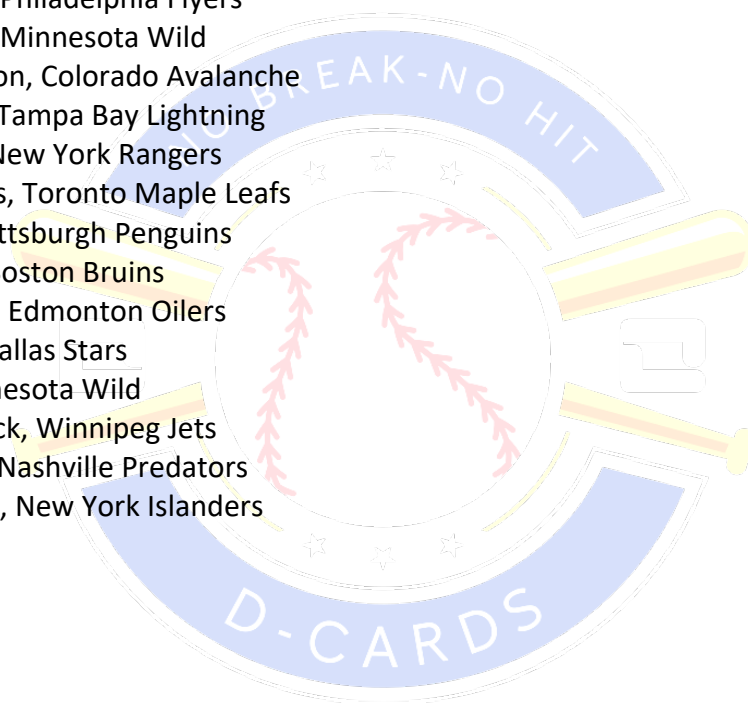 Philadelphia Flyers
Minnesota Wild
on, Colorado Avalanche
Tampa Bay Lightning
New York Rangers
s, Toronto Maple Leafs
ttsburgh Penguins
oston Bruins
, Edmonton Oilers
allas Stars
nesota Wild
ck, Winnipeg Jets
Nashville Predators
, New York Islanders
NO BREAK-NO HIT
D-CARDS